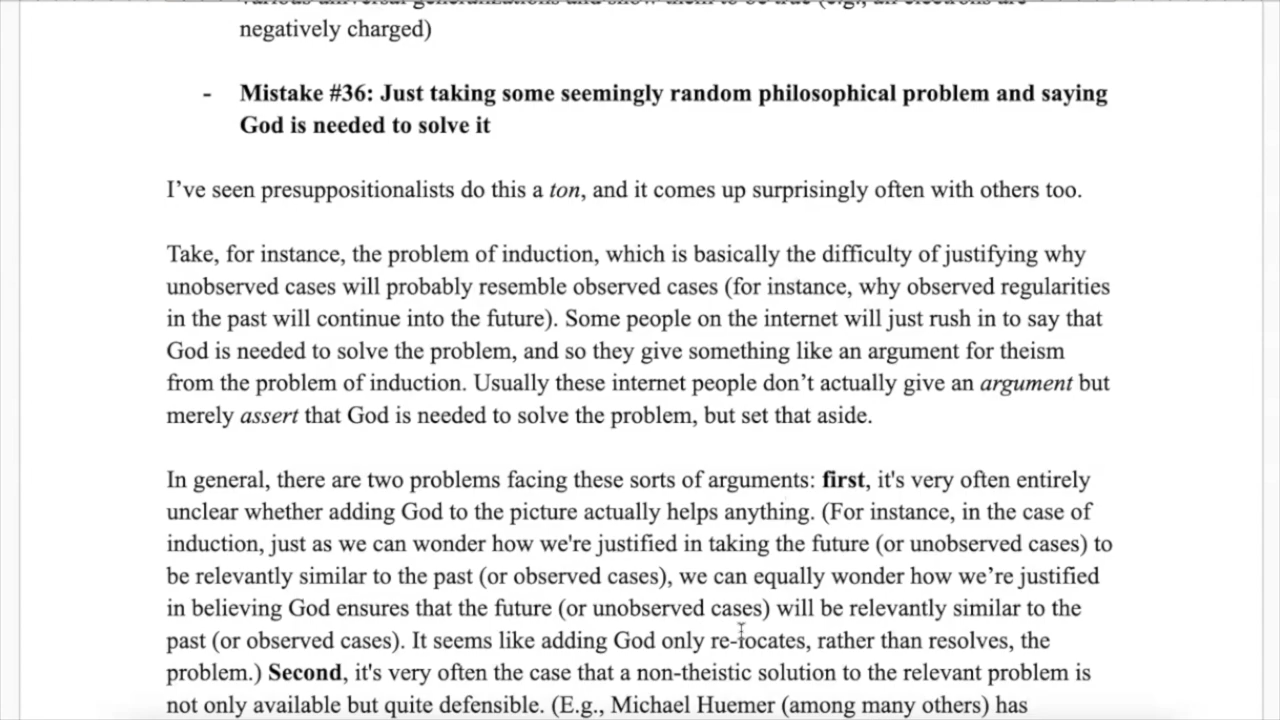 negatively charged)
- Mistake #36: Just taking some seemingly random philosophical problem and saying
God is needed to solve it
I’ve seen presuppositionalists do this a ton, and it comes up surprisingly often with others too.
Take, for instance, the problem of induction, which is basically the difficulty of justifying why
unobserved cases will probably resemble observed cases (for instance, why observed regularities
in the past will continue into the future). Some people on the internet will just rush in to say that
God is needed to solve the problem, and so they give something like an argument for theism
from the problem of induction. Usually these internet people don’t actually give an argument but
merely assert that God is needed to solve the problem, but set that aside.
In general, there are two problems facing these sorts of arguments: first, it's very often entirely
unclear whether adding God to the picture actually helps anything. (For instance, in the case of
induction, just as we can wonder how we're justified in taking the future (or unobserved cases) to
be relevantly similar to the past (or observed cases), we can equally wonder how we’re justified
in believing God ensures that the future (or unobserved cases) will be relevantly similar to the
past (or observed cases). It seems like adding God only re-locates, rather than resolves, the
problem.) Second, it's very often the case that a non-theistic solution to the relevant problem is
not only available but quite defensible. (E.g., Michael Huemer (among many others) has